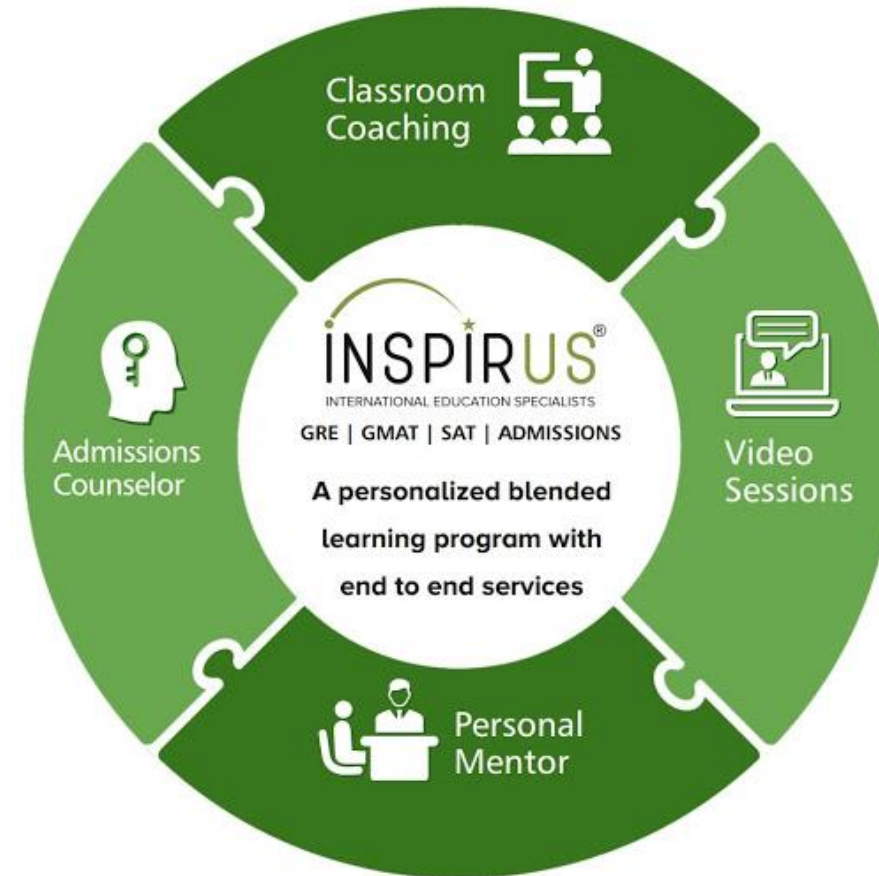 Classroom
Coaching
INSPIRUS®
INTERNATIONAL EDUCATION SPECIALISTS
GRE | GMAT | SAT | ADMISSIONS
A personalized blended
learning program with
end to end services
Admissions
Counselor
Video
Sessions
Personal
Mentor